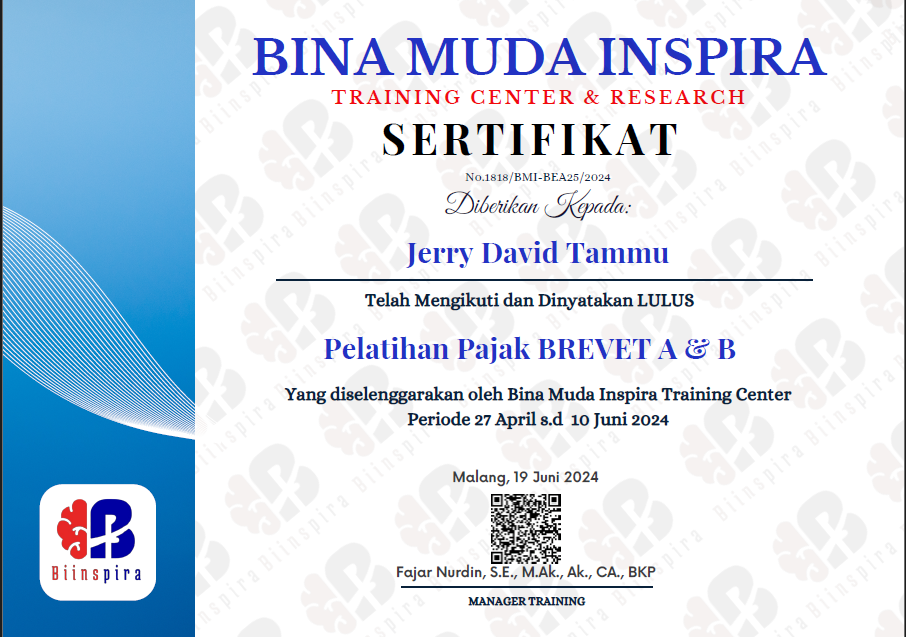 BINA MUDA INSPIRA
TRAINING CENTER & RESEARCH
SERTIFIKAT
No.1818/BMI-BEA25/2024
Diberikan Kepada:
Jerry David Tammu
Telah Mengikuti dan Dinyatakan LULUS
Pelatihan Pajak BREVET A & B
Yang diselenggarakan oleh Bina Muda Inspira Training Center
Periode 27 April s.d 10 Juni 2024
Malang, 19 Juni 2024
Fajar Nurdin, S.E., M.Ak., Ak., CA., BKP
MANAGER TRAINING
Biinspira